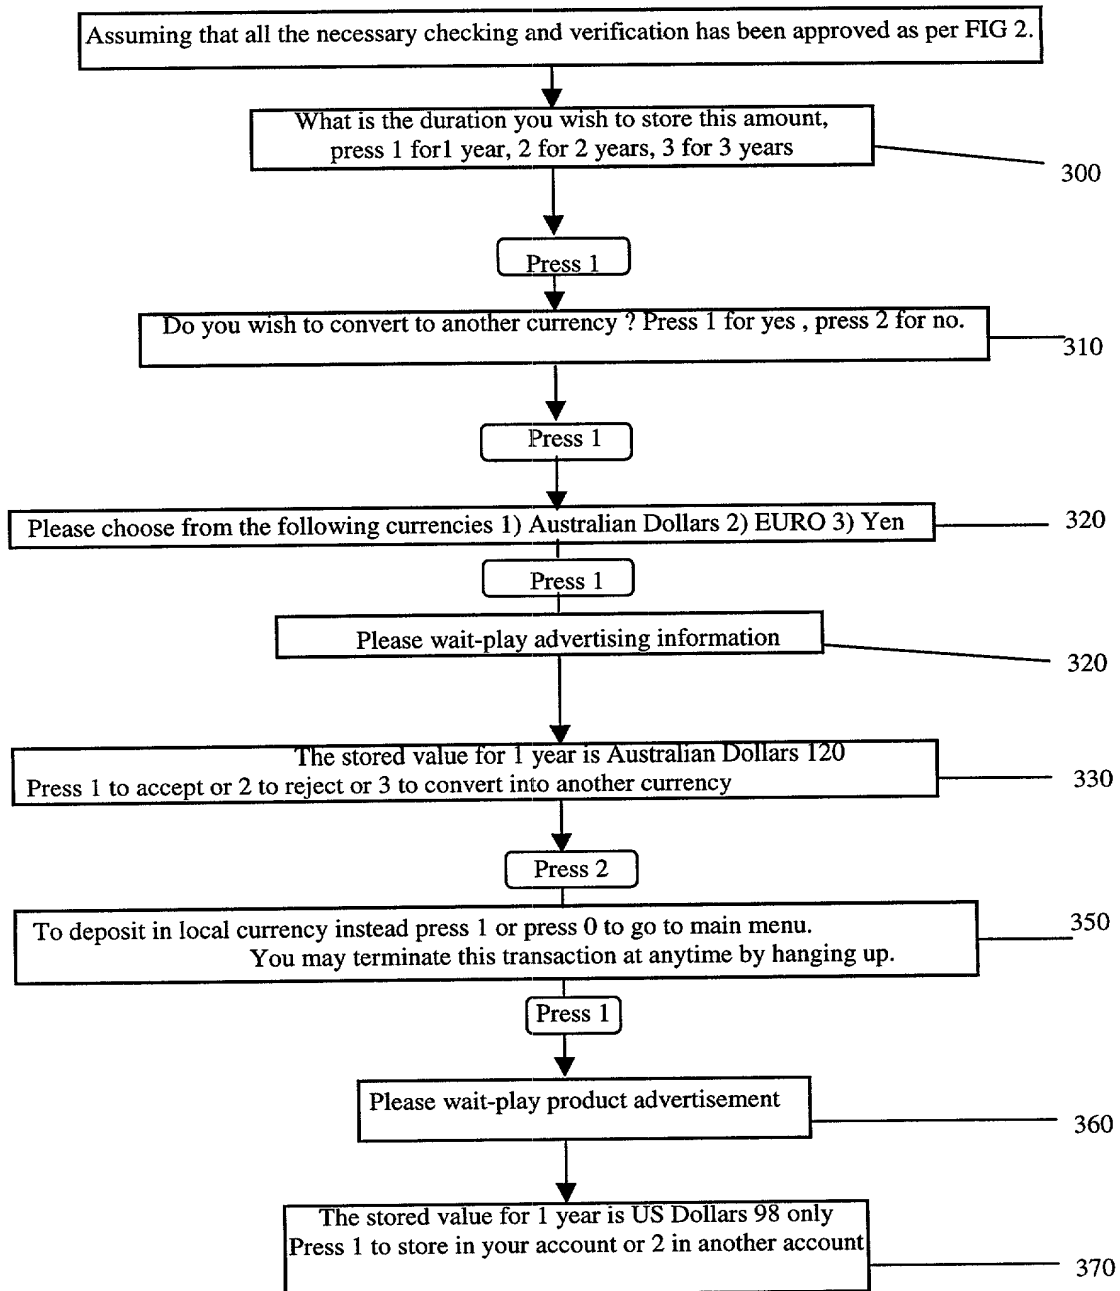 Assuming that all the necessary checking and verification has been approved as per FIG 2.
What is the duration you wish to store this amount,
press 1 for1 year, 2 for 2 years, 3 for 3 years
300
Press 1
Do you wish to convert to another currency ? Press 1 for yes , press 2 for no.
310
Press 1
Please choose from the following currencies 1) Australian Dollars 2) EURO 3) Yen
320
Press 1
Please wait-play advertising information
320
The stored value for 1 year is Australian Dollars 120
Press 1 to accept or 2 to reject or 3 to convert into another currency
330
Press 2
To deposit in local currency instead press 1 or press 0 to go to main menu.
You may terminate this transaction at anytime by hanging up.
350
Press 1
Please wait-play product advertisement
360
The stored value for 1 year is US Dollars 98 only
Press 1 to store in your account or 2 in another account
370